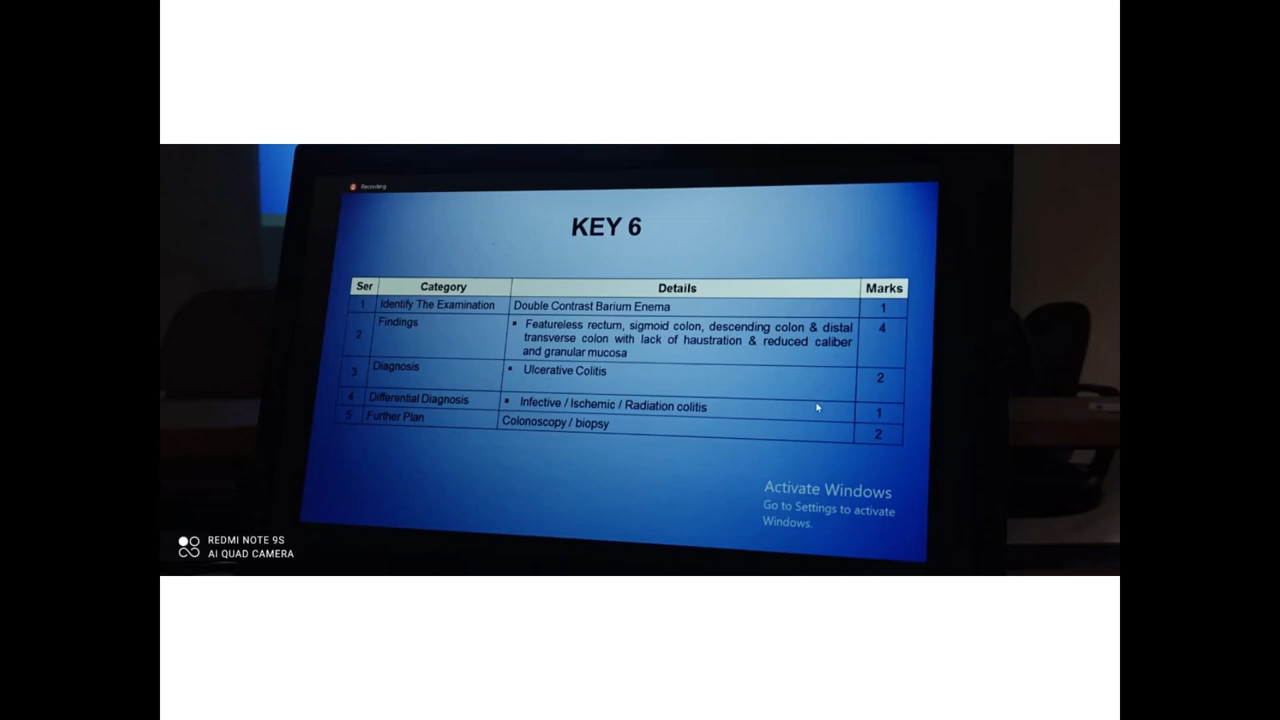 Recording
KEY 6
Ser Category Details Marks
1 Identify The Examination Double Contrast Barium Enema 1
2 Findings ▪ Featureless rectum, sigmoid colon, descending colon & distal 4
transverse colon with lack of haustration & reduced caliber
and granular mucosa
3 Diagnosis ▪ Ulcerative Colitis 2
4 Differential Diagnosis ▪ Infective / Ischemic / Radiation colitis 1
5 Further Plan Colonoscopy / biopsy 2
Activate Windows
Go to Settings to activate
Windows.
REDMI NOTE 9S
AI QUAD CAMERA